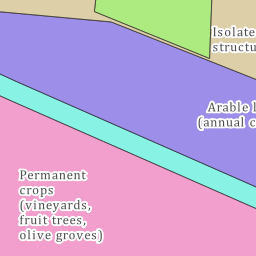 Isolate
structu
Arable l
(annual c
Permanent
crops
(vineyards,
fruit trees,
olive groves)